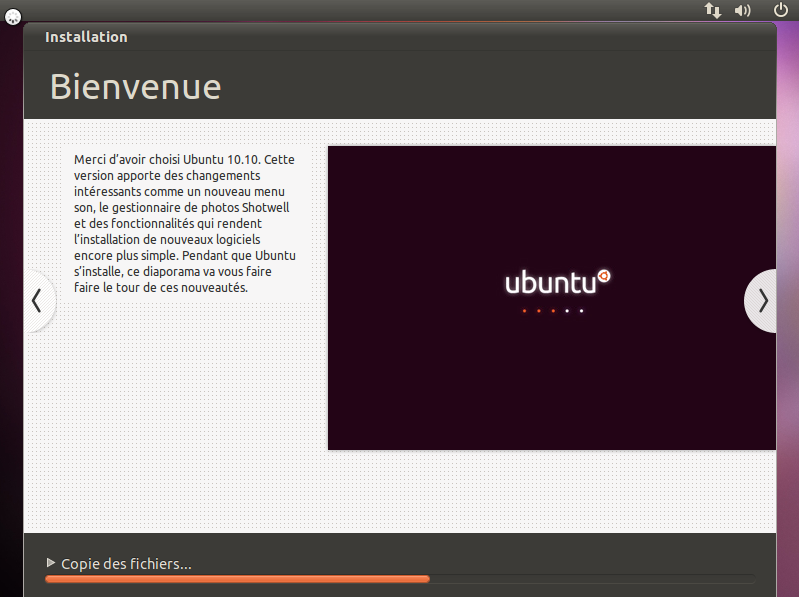 Installation
Bienvenue
Merci d’avoir choisi Ubuntu 10.10. Cette
version apporte des changements
intéressants comme un nouveau menu
son, le gestionnaire de photos Shotwell
et des fonctionnalités qui rendent
l’installation de nouveaux logiciels
encore plus simple. Pendant que Ubuntu
s’installe, ce diaporama va vous faire
faire le tour de ces nouveautés.
ubuntu
Copie des fichiers...